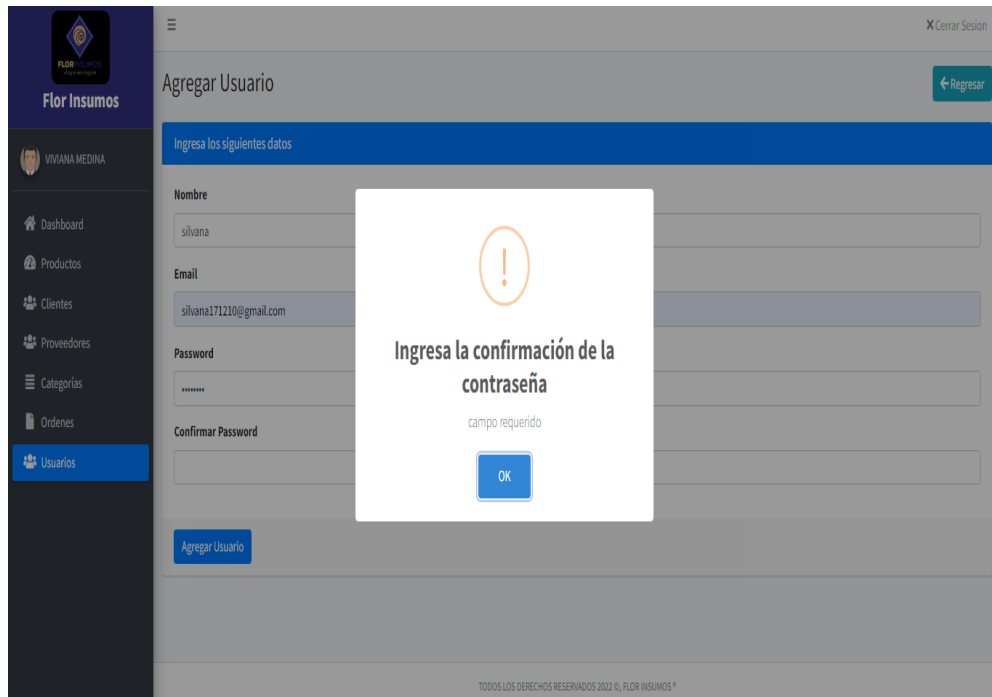 FLORINSUMOS
Flor Insumos
VIVIANA MEDINA
Dashboard
Productos
Clientes
Proveedores
Categorías
Ordenes
Usuarios
Cerrar Sesion
Agregar Usuario
Regresar
Ingresa los siguientes datos
Nombre
silvana
Email
silvana171210@gmail.com
Password
••••••••
Confirmar Password
Agregar Usuario
Ingresa la confirmación de la
contraseña
campo requerido
OK
TODOS LOS DERECHOS RESERVADOS 2022 ©, FLOR INSUMOS ®